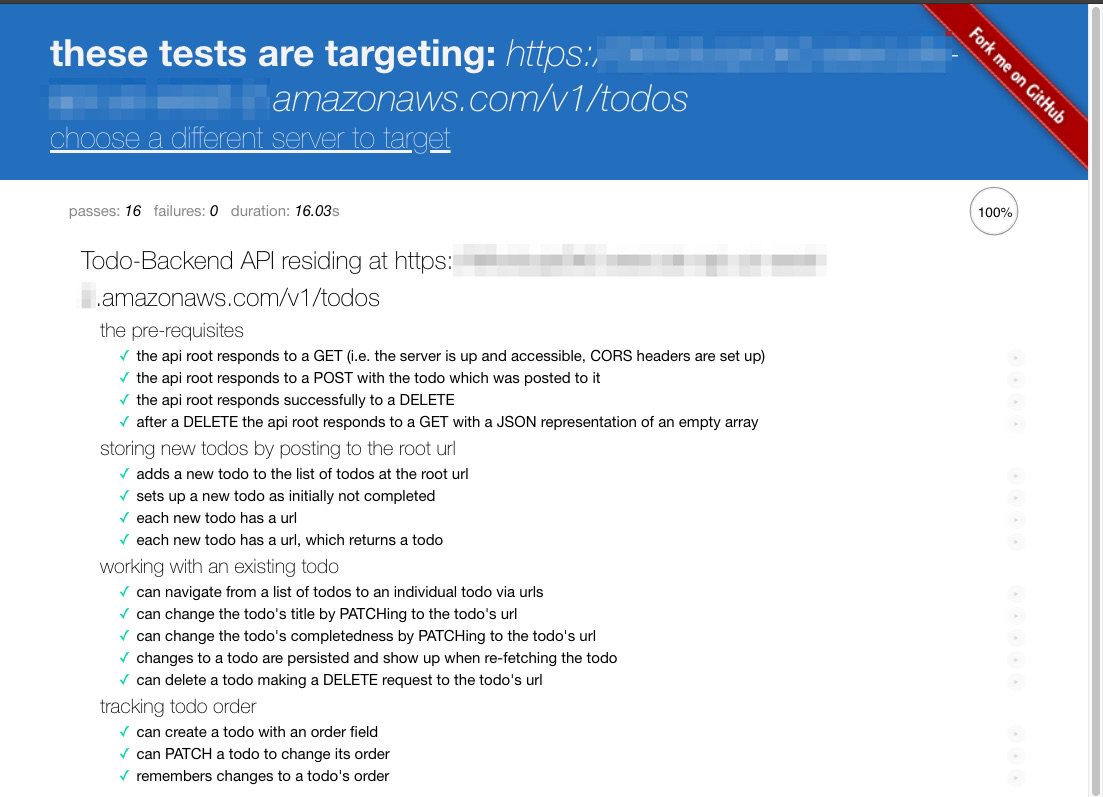 these tests are targeting: https:/
amazonaws.com/v1/todos
choose a different server to target
Fork me on GitHub
passes: 16 failures: 0 duration: 16.03s
100%
Todo-Backend API residing at https:
.amazonaws.com/v1/todos
the pre-requisites
✓ the api root responds to a GET (i.e. the server is up and accessible, CORS headers are set up)
✓ the api root responds to a POST with the todo which was posted to it
✓ the api root responds successfully to a DELETE
✓ after a DELETE the api root responds to a GET with a JSON representation of an empty array
storing new todos by posting to the root url
✓ adds a new todo to the list of todos at the root url
✓ sets up a new todo as initially not completed
✓ each new todo has a url
✓ each new todo has a url, which returns a todo
working with an existing todo
✓ can navigate from a list of todos to an individual todo via urls
✓ can change the todo's title by PATCHing to the todo's url
✓ can change the todo's completedness by PATCHing to the todo's url
✓ changes to a todo are persisted and show up when re-fetching the todo
✓ can delete a todo making a DELETE request to the todo's url
tracking todo order
✓ can create a todo with an order field
✓ can PATCH a todo to change its order
✓ remembers changes to a todo's order